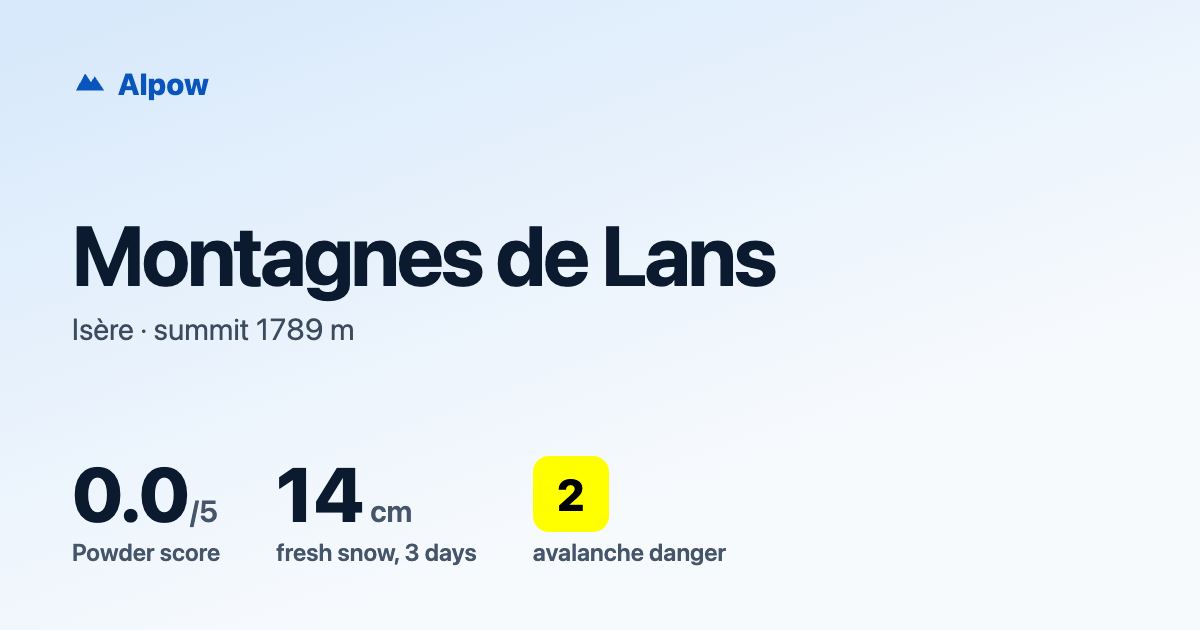 Alpow
Montagnes de Lans
Isère · summit 1789 m
0.0/5
Powder score
14 cm
fresh snow, 3 days
2
avalanche danger